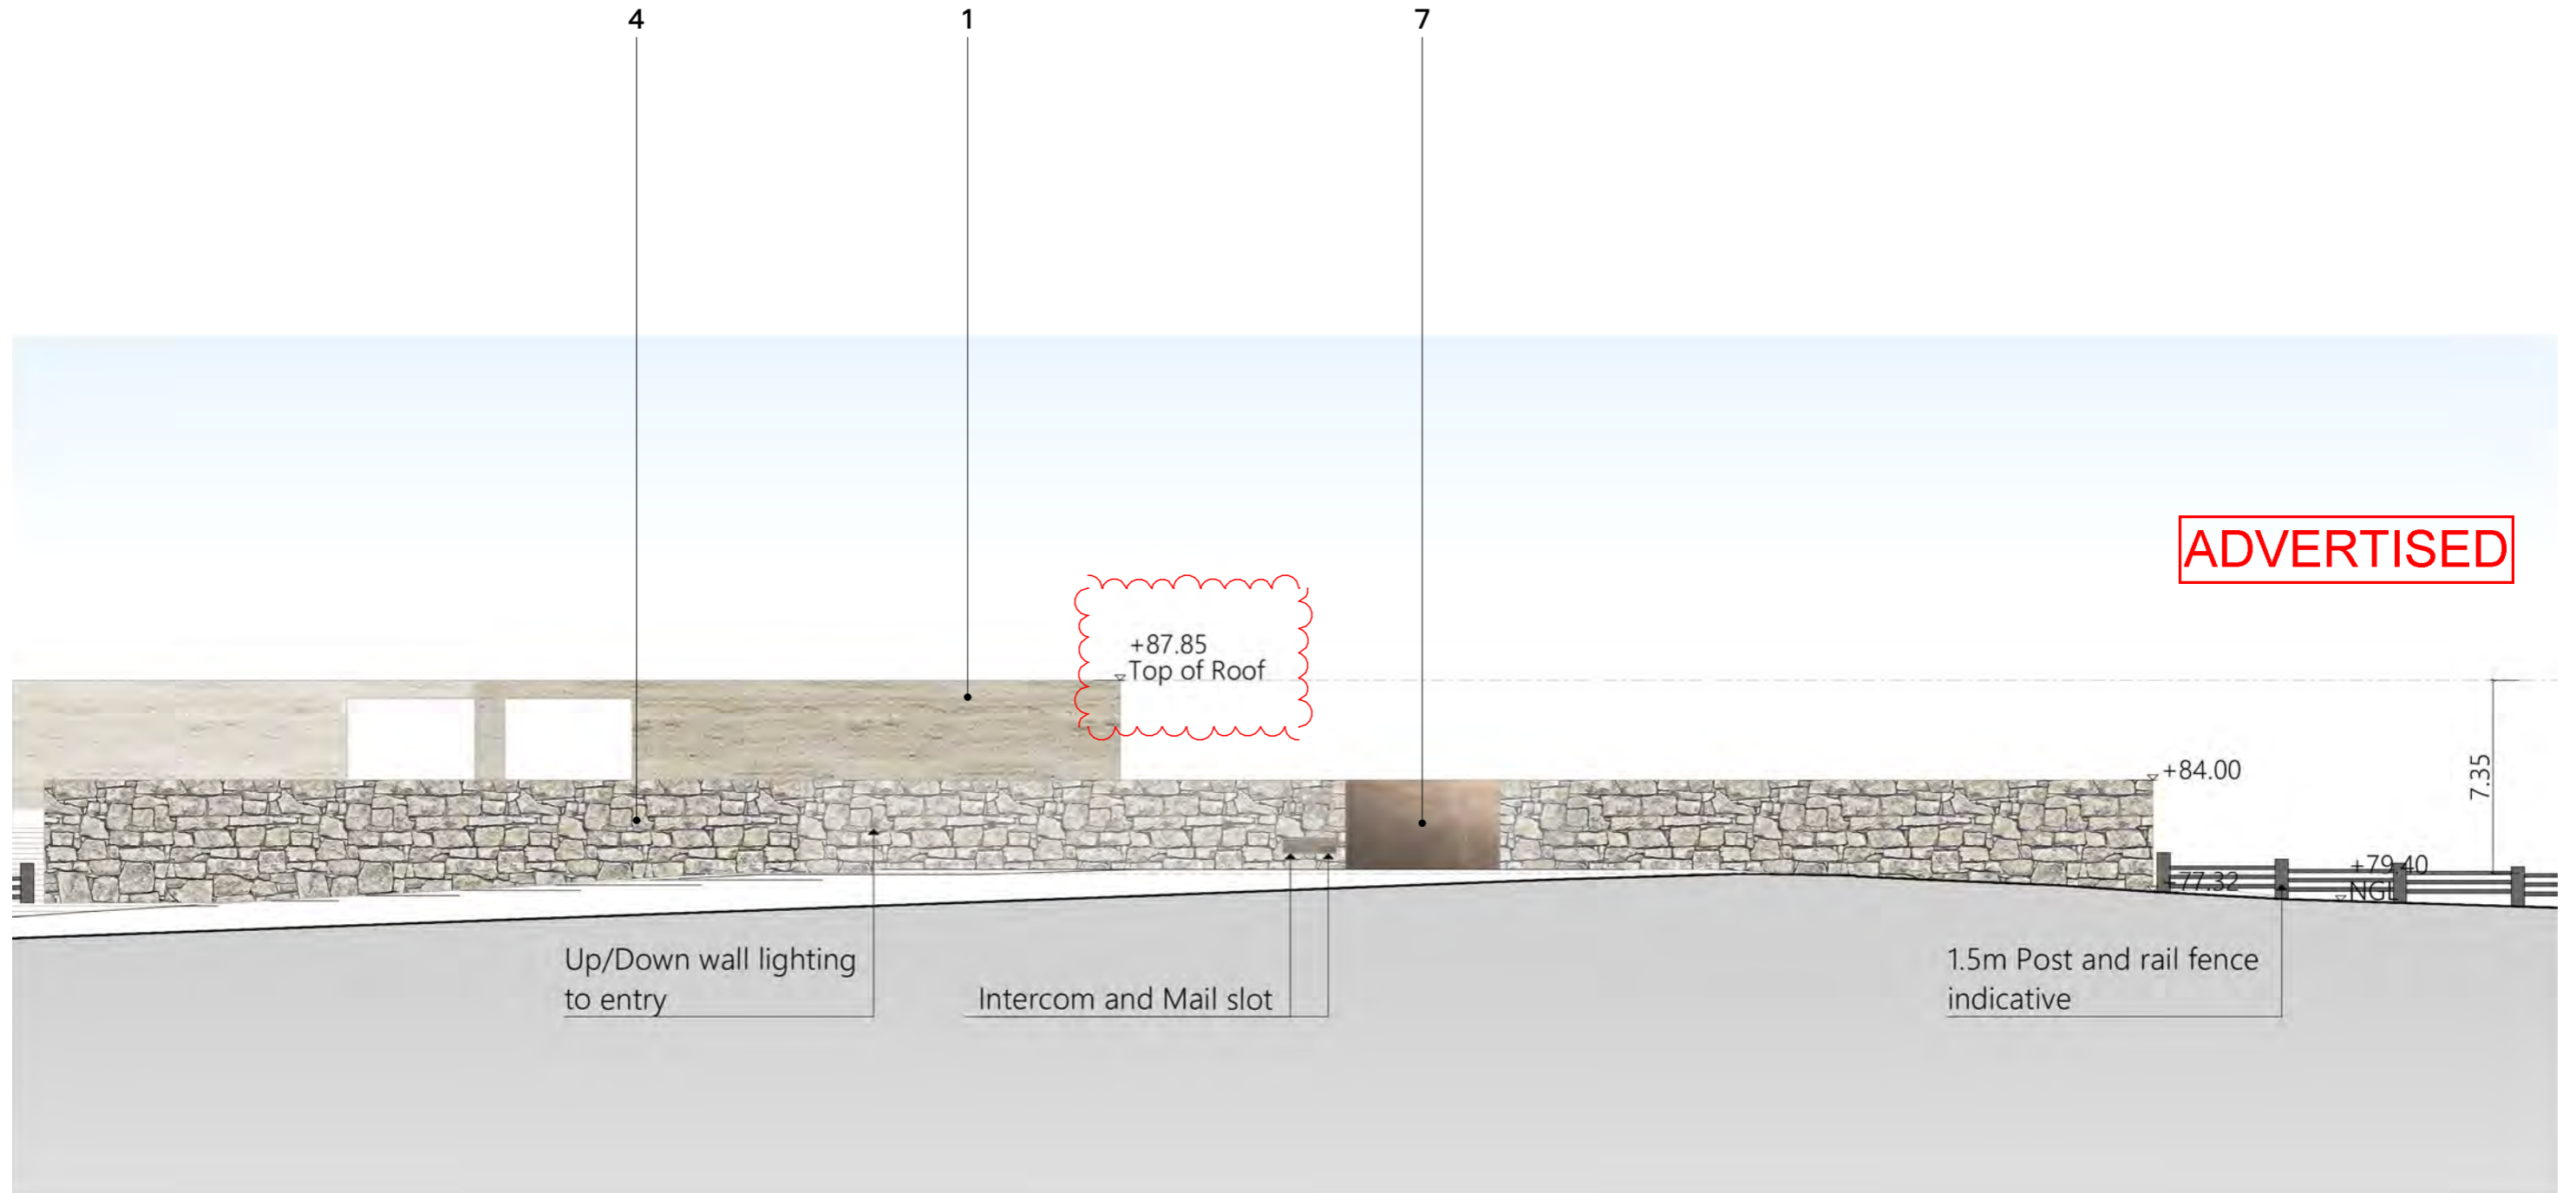 4
1
7
ADVERTISED
+87.85
Top of Roof
+84.00
7.35
+79.40
+77.32
NGL
Up/Down wall lighting
to entry
Intercom and Mail slot
1.5m Post and rail fence
indicative